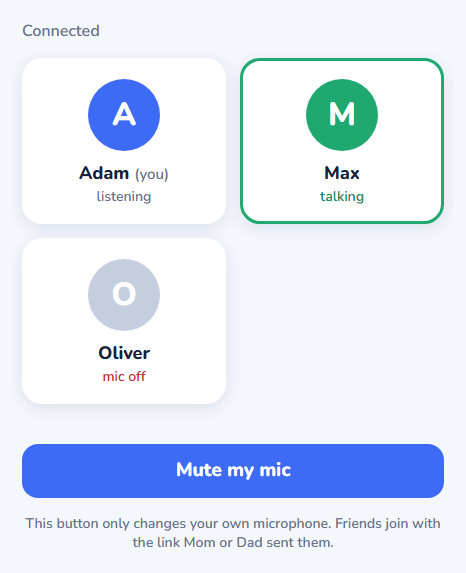 Connected
A
Adam (you)
listening
M
Max
talking
O
Oliver
mic off
Mute my mic
This button only changes your own microphone. Friends join with
the link Mom or Dad sent them.